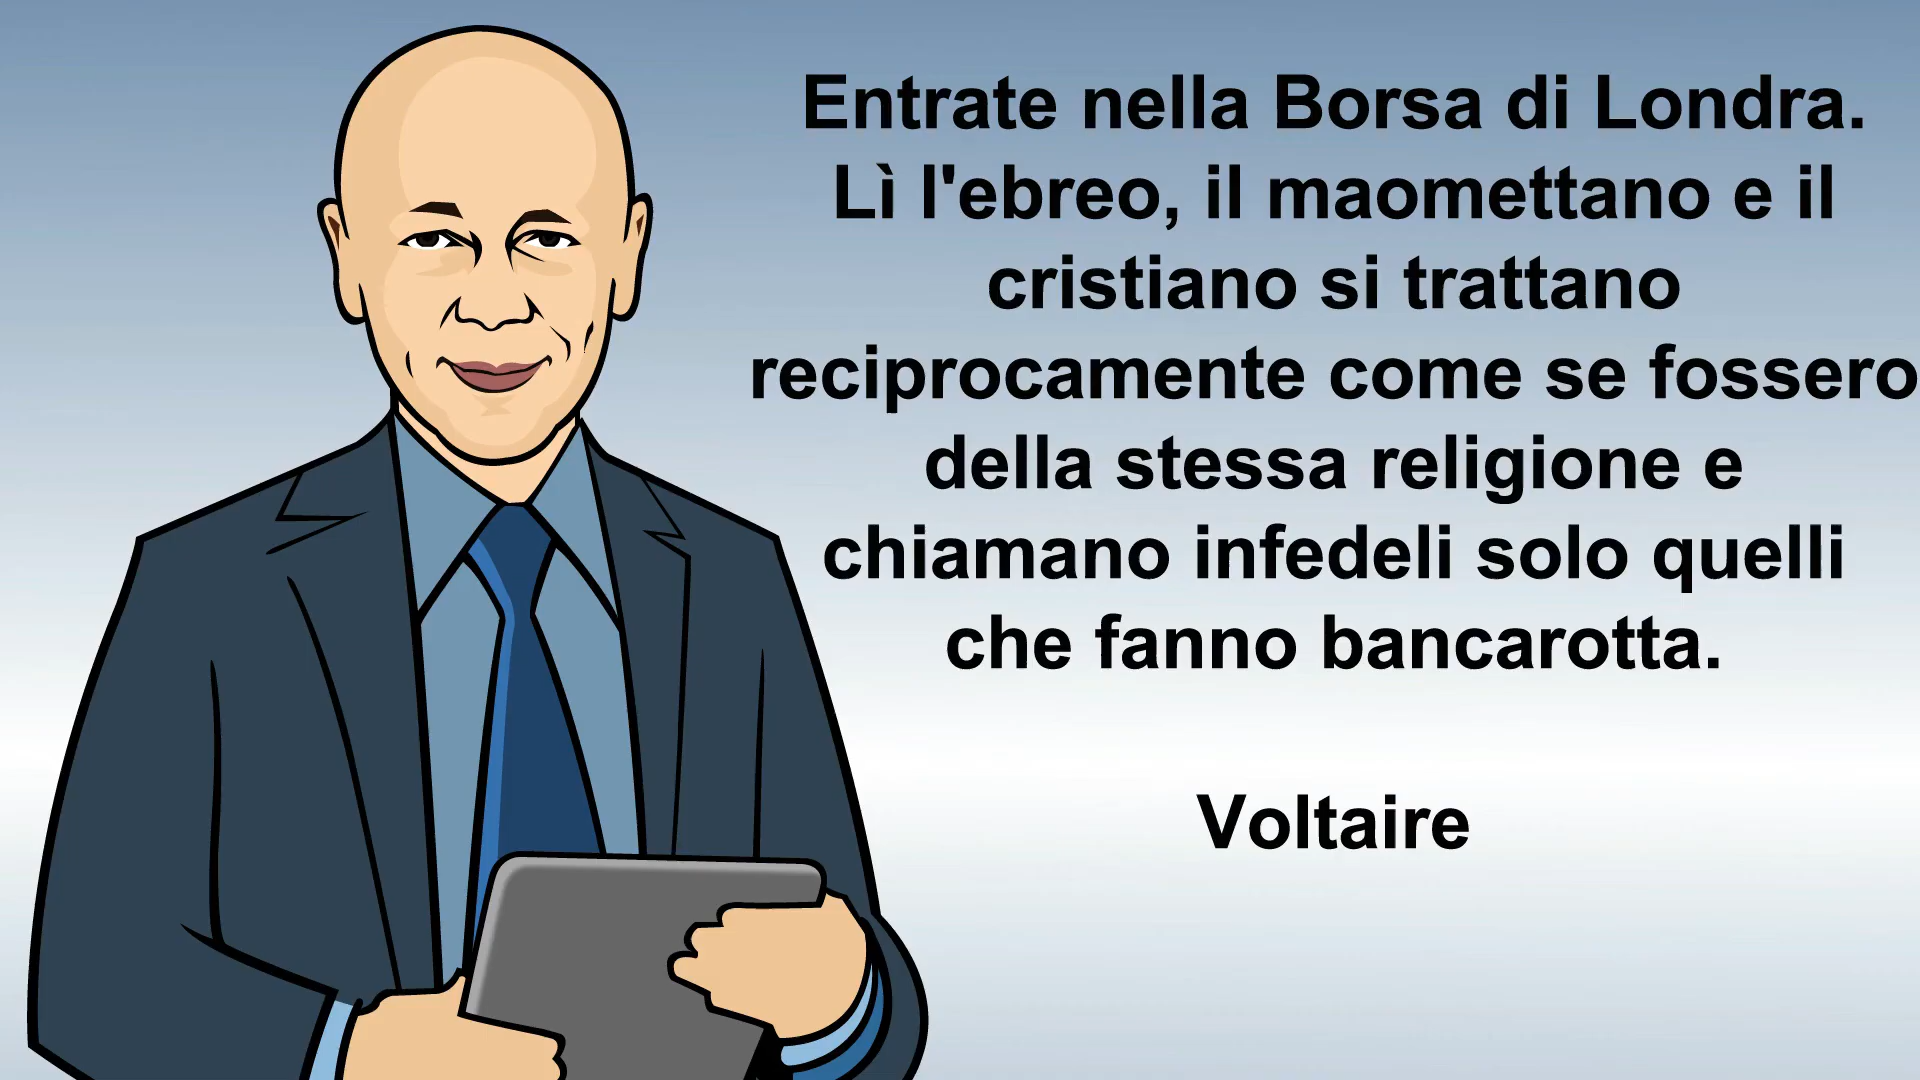 Entrate nella Borsa di Londra.
Lì l'ebreo, il maomettano e il
cristiano si trattano
reciprocamente come se fossero
della stessa religione e
chiamano infedeli solo quelli
che fanno bancarotta.
Voltaire